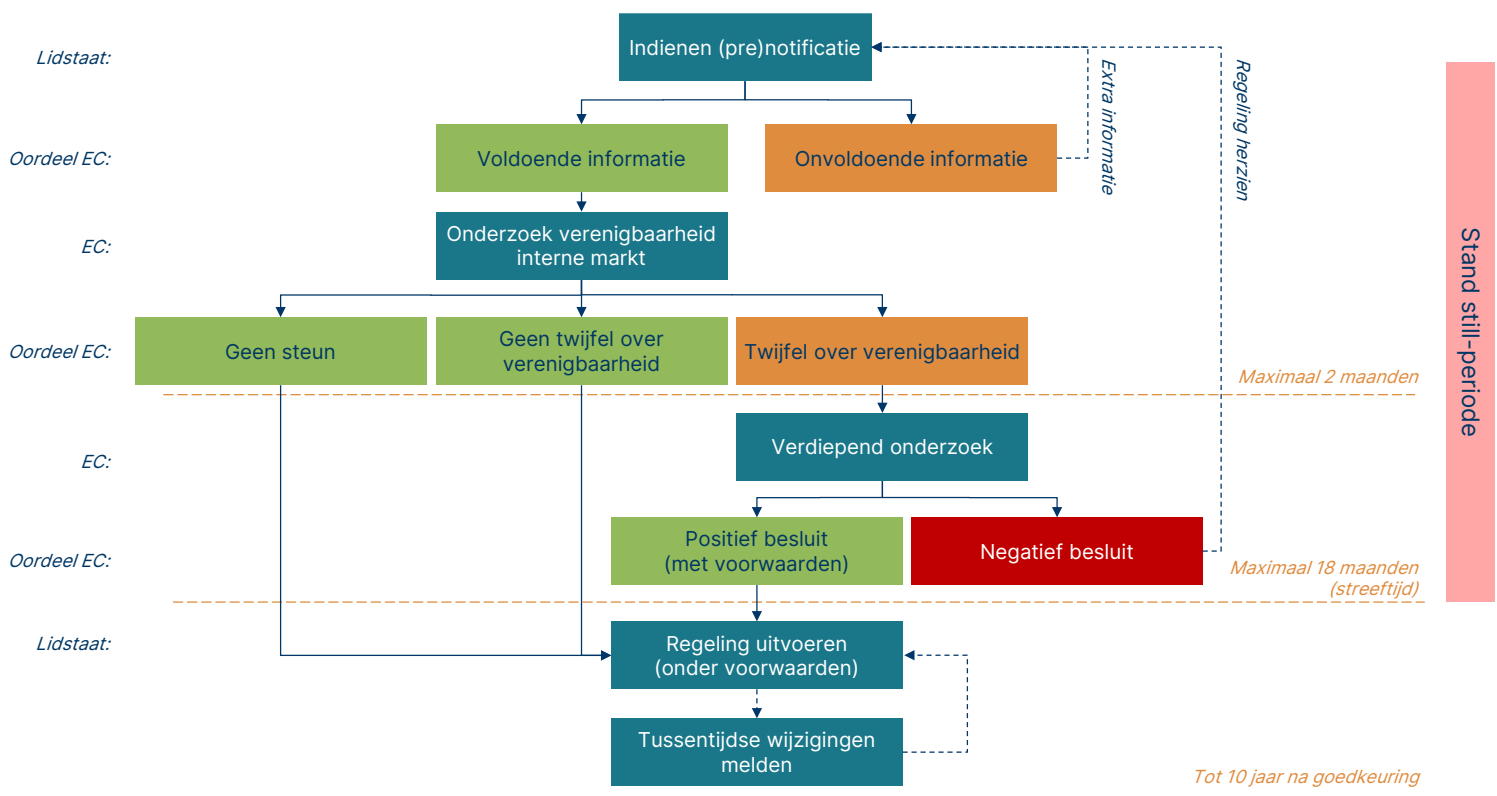 Lidstaat:
Indienen (pre)notificatie
Extra informatie
Regeling herzien
Stand still-periode
Oordeel EC:
Voldoende informatie
Onvoldoende informatie
EC:
Onderzoek verenigbaarheid
interne markt
Oordeel EC:
Geen steun
Geen twijfel over
verenigbaarheid
Twijfel over verenigbaarheid
Maximaal 2 maanden
EC:
Verdiepend onderzoek
Oordeel EC:
Positief besluit
(met voorwaarden)
Negatief besluit
Maximaal 18 maanden
(streeftijd)
Lidstaat:
Regeling uitvoeren
(onder voorwaarden)
Tussentijdse wijzigingen
melden
Tot 10 jaar na goedkeuring